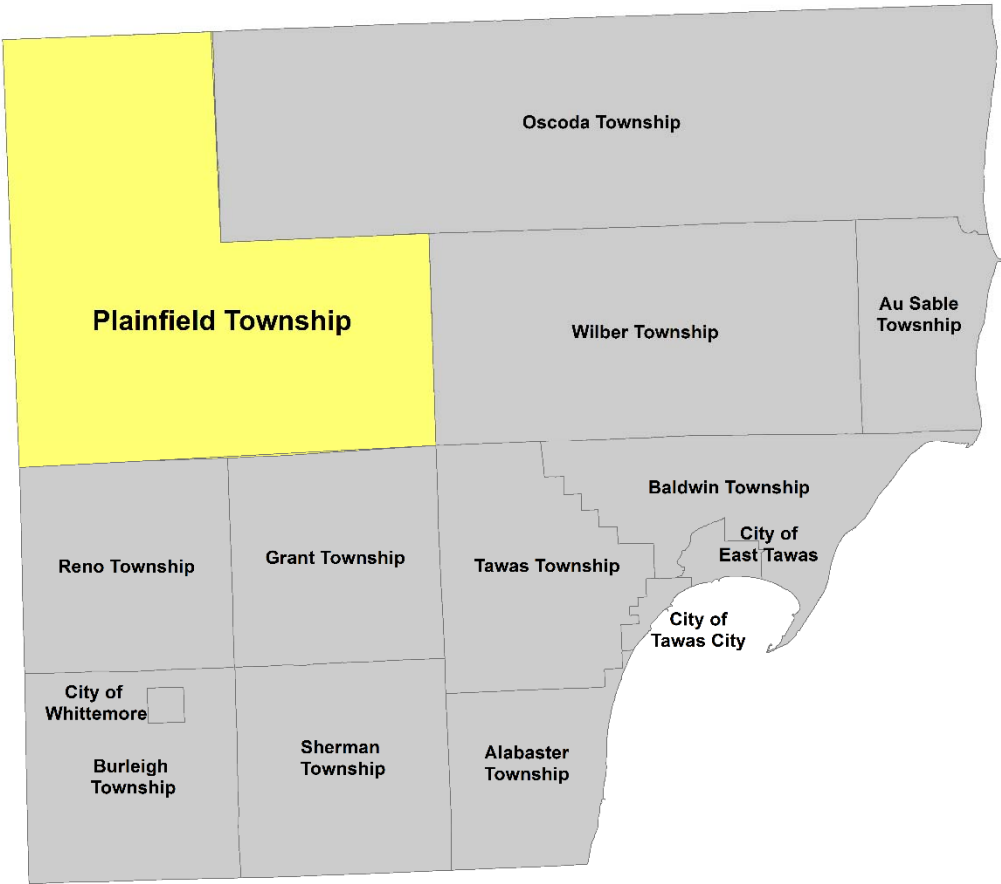 Oscoda Township
Plainfield Township
Wilber Township
Au Sable
Towsnhip
Baldwin Township
City of
East Tawas
Reno Township
Grant Township
Tawas Township
City of
Tawas City
City of
Whittemore
Burleigh
Township
Sherman
Township
Alabaster
Township